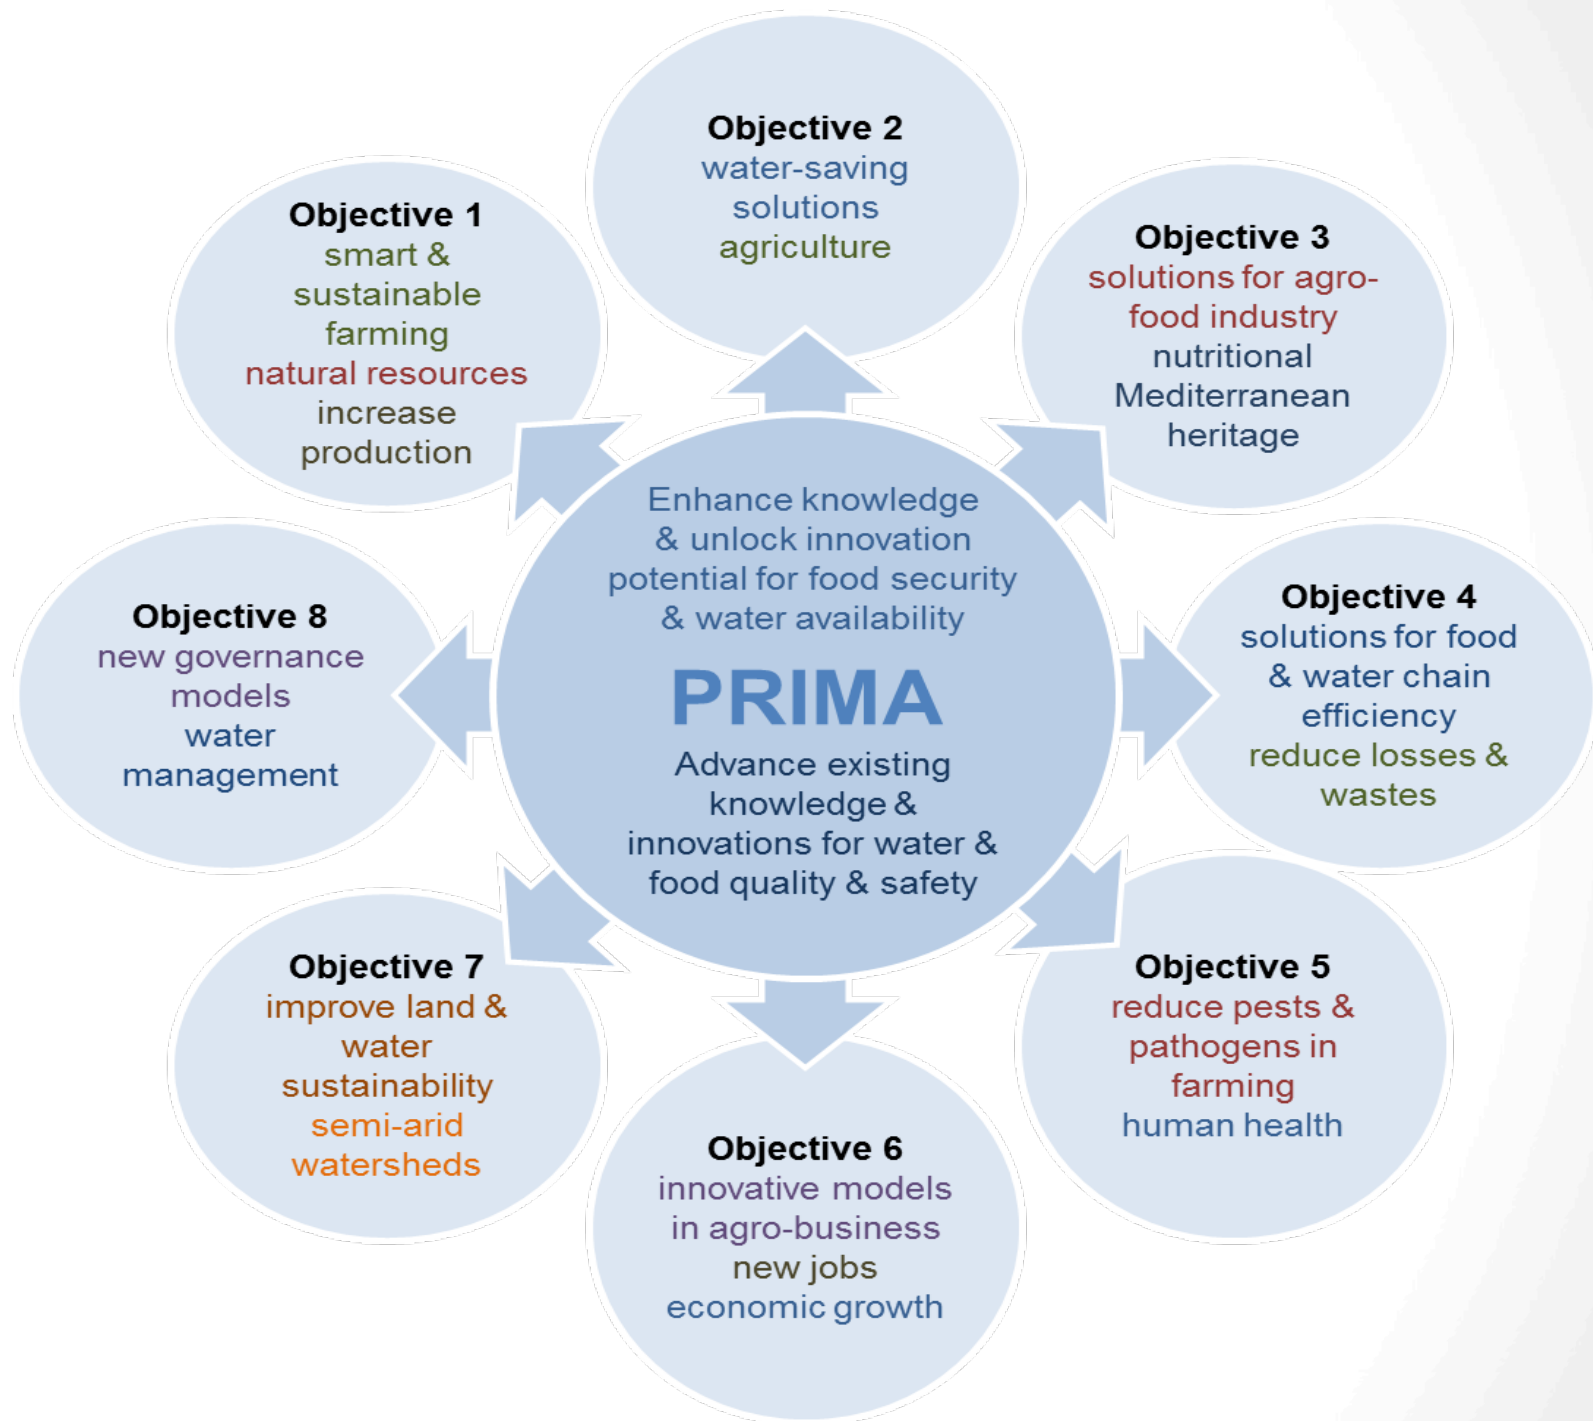 Objective 1
smart &
sustainable
farming
natural resources
increase
production
Objective 2
water-saving
solutions
agriculture
Objective 3
solutions for agro-
food industry
nutritional
Mediterranean
heritage
Objective 4
solutions for food
& water chain
efficiency
reduce losses &
wastes
Objective 5
reduce pests &
pathogens in
farming
human health
Objective 6
innovative models
in agro-business
new jobs
economic growth
Objective 7
improve land &
water
sustainability
semi-arid
watersheds
Objective 8
new governance
models
water
management
Enhance knowledge
& unlock innovation
potential for food security
& water availability
PRIMA
Advance existing
knowledge &
innovations for water &
food quality & safety